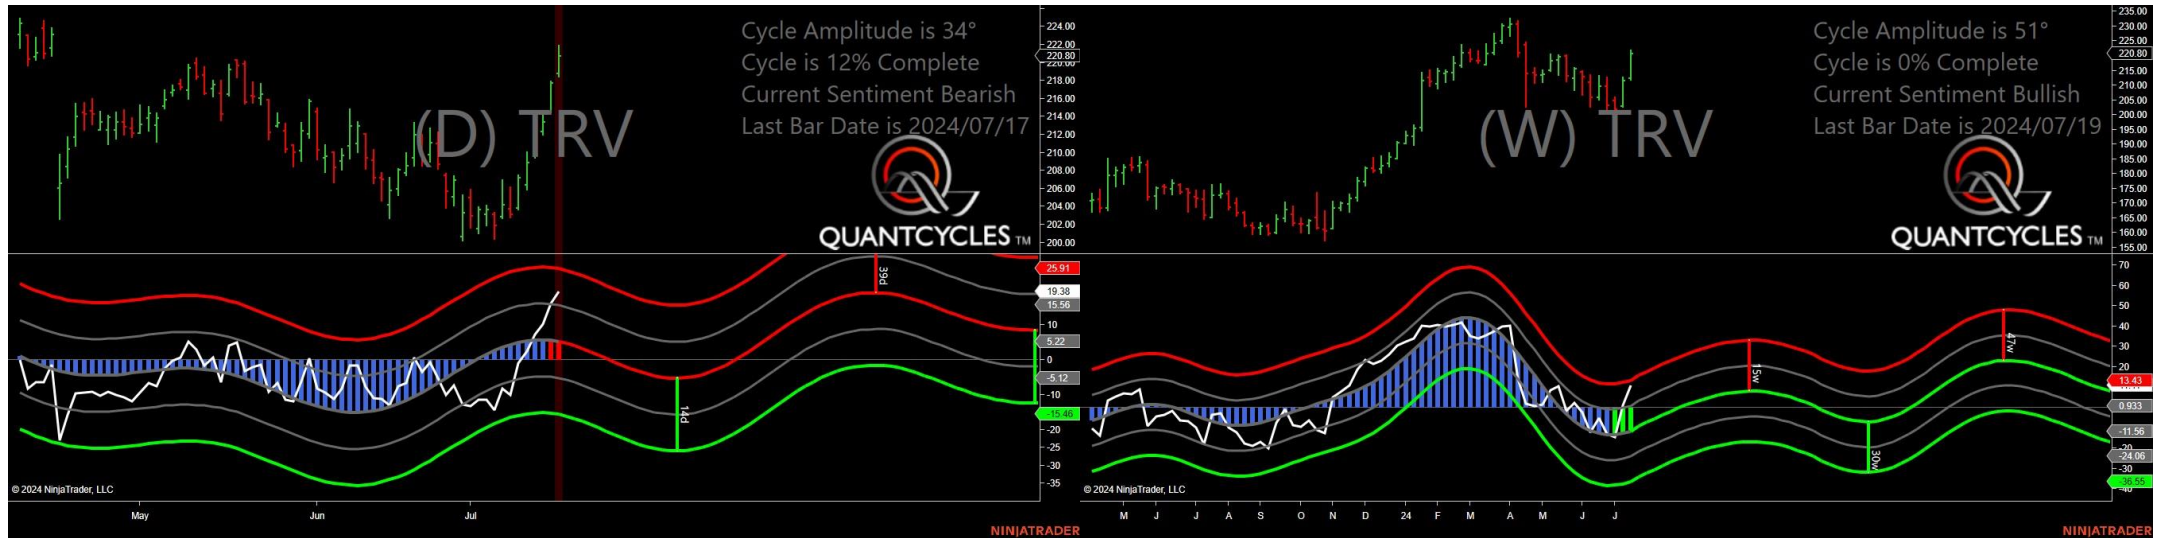 Cycle Amplitude is 34°
Cycle is 12% Complete
Current Sentiment Bearish
Last Bar Date is 2024/07/17
(D) TRV
QUANTCYCLES TM
224.00
222.00
220.80
220.00
218.00
216.00
214.00
212.00
210.00
208.00
206.00
204.00
202.00
200.00
39d
14d
25.91
19.38
15.56
10
5.22
0
-5.12
-10
-15.46
-20
-25
-30
-35
© 2024 NinjaTrader, LLC
May
Jun
Jul
NINJATRADER
Cycle Amplitude is 51°
Cycle is 0% Complete
Current Sentiment Bullish
Last Bar Date is 2024/07/19
(W) TRV
QUANTCYCLES TM
235.00
230.00
225.00
220.80
215.00
210.00
205.00
200.00
195.00
190.00
185.00
180.00
175.00
170.00
165.00
160.00
155.00
15w
47w
30w
70
60
50
40
30
20
13.43
0.933
-11.56
-20
-24.06
-30
-36.55
© 2024 NinjaTrader, LLC
M
J
J
A
S
O
N
D
24
F
M
A
M
J
J
NINJATRADER